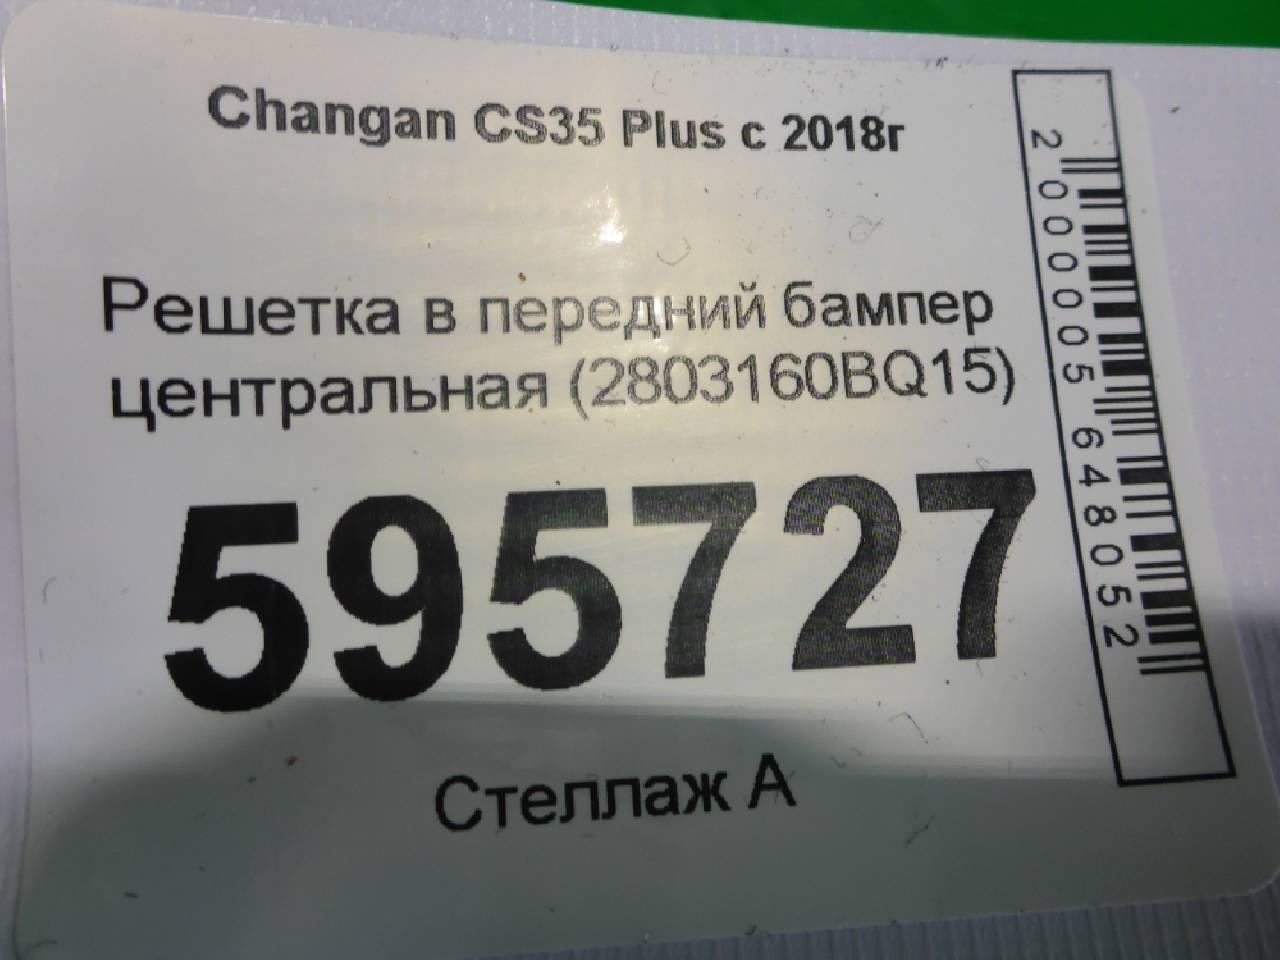 Changan CS35 Plus с 2018г
Решетка в передний бампер
центральная (2803160BQ15)
595727
Стеллаж А
2000005648052